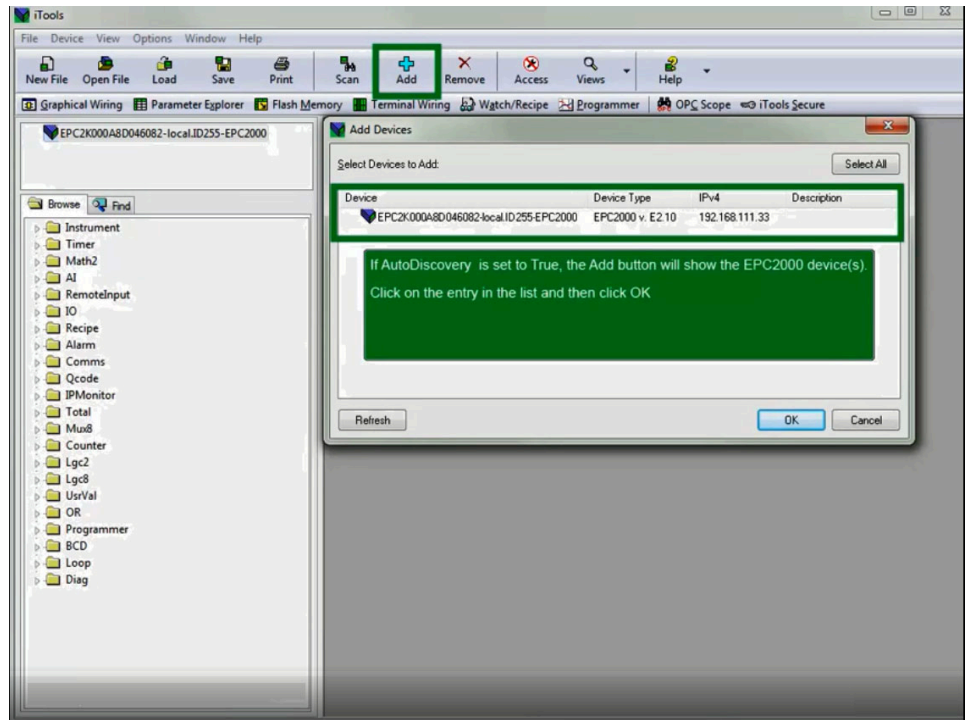 iTools
File Device View Options Window Help
New File Open File Load Save Print Scan Add Remove Access Views Help
Graphical Wiring Parameter Explorer Flash Memory Terminal Wiring Watch/Recipe Programmer OPC Scope iTools Secure
EPC2K000A8D046082-local.ID255-EPC2000
Browse Find
Instrument
Timer
Math2
AI
RemoteInput
IO
Recipe
Alarm
Comms
Qcode
IPMonitor
Total
Mux8
Counter
Lgc2
Lgc8
UsrVal
OR
Programmer
BCD
Loop
Diag
Add Devices
Select Devices to Add:
Select All
Device Device Type IPv4 Description
EPC2K000A8D046082-local.ID255-EPC2000 EPC2000 v. E2.10 192.168.111.33
If AutoDiscovery is set to True, the Add button will show the EPC2000 device(s).
Click on the entry in the list and then click OK
Refresh OK Cancel